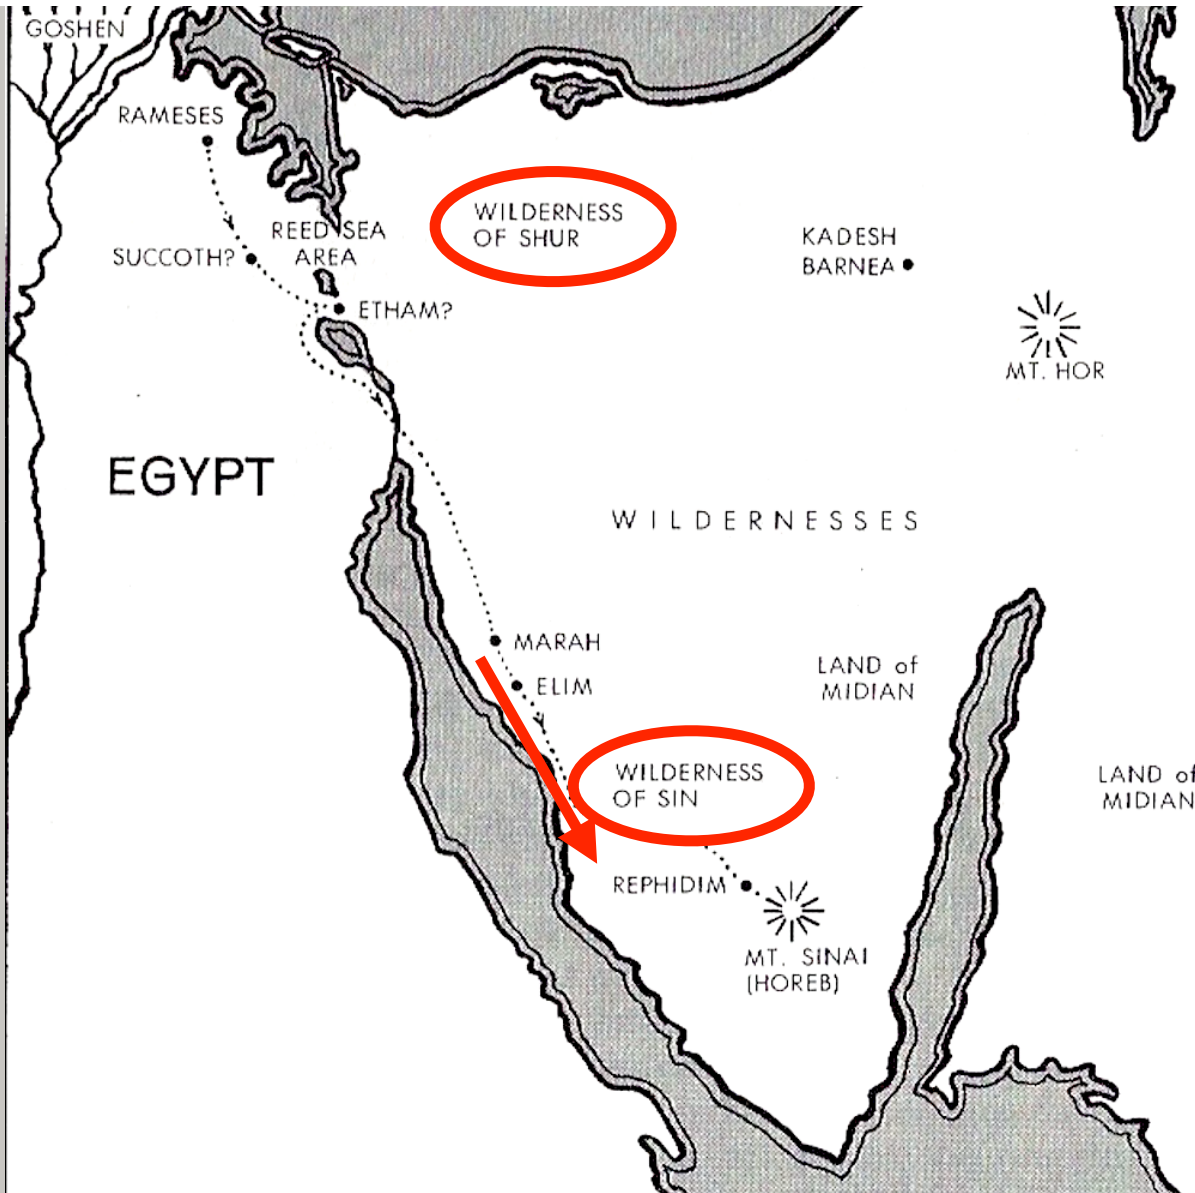 GOSHEN
RAMESES
WILDERNESS
OF SHUR
REED SEA
AREA
SUCCOTH?
KADESH
BARNEA
ETHAM?
MT. HOR
EGYPT
WILDERNESSES
MARAH
LAND of
MIDIAN
ELIM
WILDERNESS
OF SIN
LAND of
MIDIAN
REPHIDIM
MT. SINAI
(HOREB)